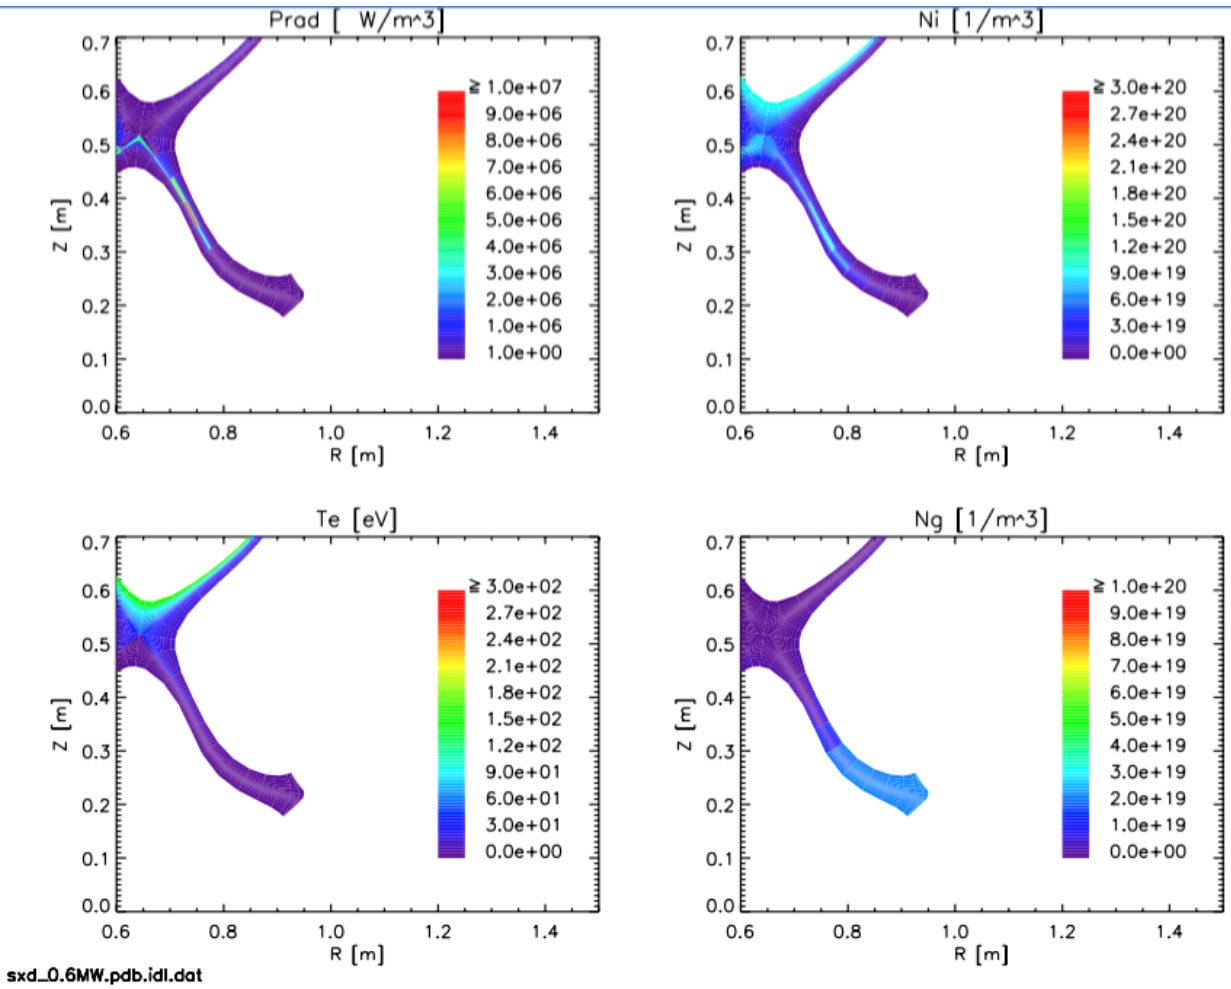 Prad [ W/m^3]
0.7
0.6
0.5
0.4
0.3
0.2
0.1
0.0
Z [m]
≥ 1.0e+07
9.0e+06
8.0e+06
7.0e+06
6.0e+06
5.0e+06
4.0e+06
3.0e+06
2.0e+06
1.0e+06
1.0e+00
0.6 0.8 1.0 1.2 1.4
R [m]
Ni [1/m^3]
0.7
0.6
0.5
0.4
0.3
0.2
0.1
0.0
Z [m]
≥ 3.0e+20
2.7e+20
2.4e+20
2.1e+20
1.8e+20
1.5e+20
1.2e+20
9.0e+19
6.0e+19
3.0e+19
0.0e+00
0.6 0.8 1.0 1.2 1.4
R [m]
Te [eV]
0.7
0.6
0.5
0.4
0.3
0.2
0.1
0.0
Z [m]
≥ 3.0e+02
2.7e+02
2.4e+02
2.1e+02
1.8e+02
1.5e+02
1.2e+02
9.0e+01
6.0e+01
3.0e+01
0.0e+00
0.6 0.8 1.0 1.2 1.4
R [m]
Ng [1/m^3]
0.7
0.6
0.5
0.4
0.3
0.2
0.1
0.0
Z [m]
≥ 1.0e+20
9.0e+19
8.0e+19
7.0e+19
6.0e+19
5.0e+19
4.0e+19
3.0e+19
2.0e+19
1.0e+19
0.0e+00
0.6 0.8 1.0 1.2 1.4
R [m]
sxd_0.6MW.pdb.idl.dat